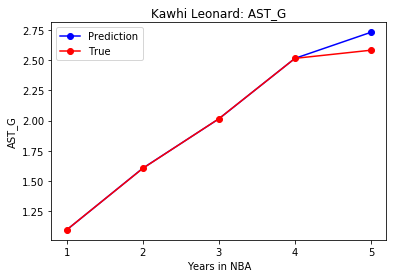 Kawhi Leonard: AST_G
Prediction
True
AST_G
2.75
2.50
2.25
2.00
1.75
1.50
1.25
1
2
3
4
5
Years in NBA